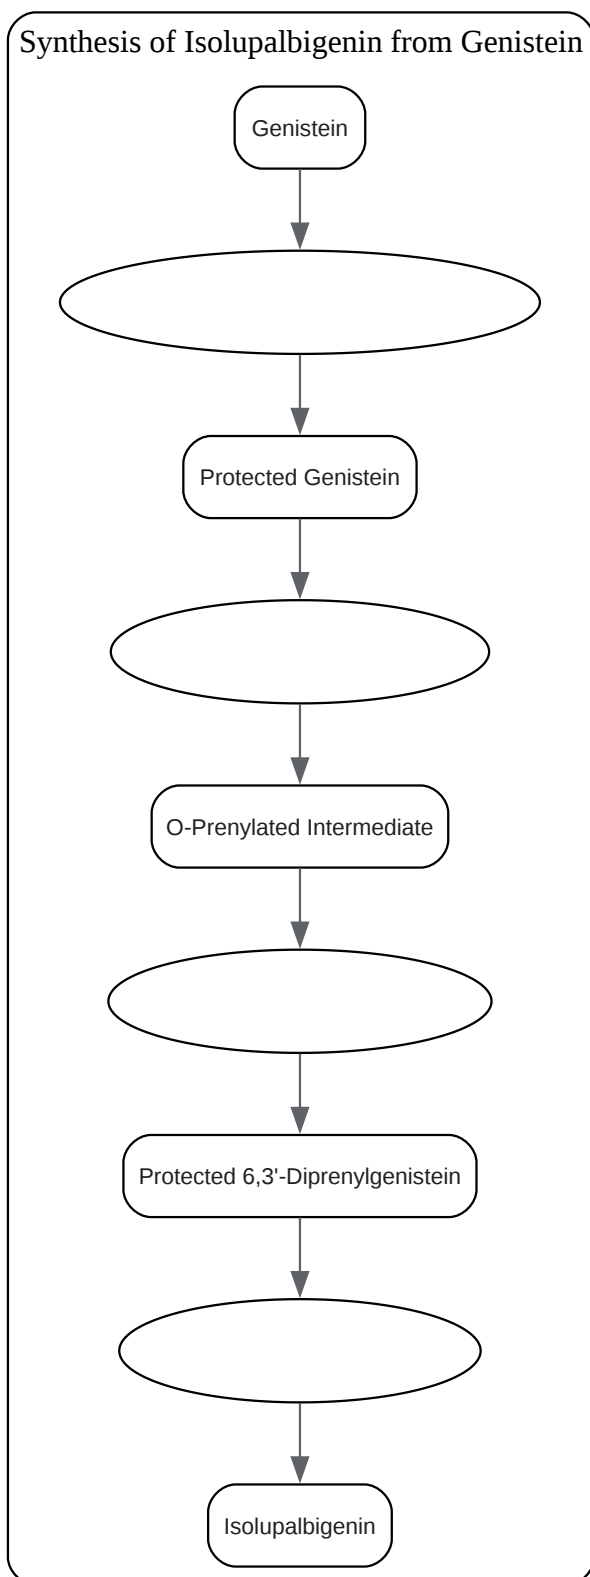 Synthesis of Isolupalbigenin from Genistein
Genistein
Protected Genistein
O-Prenylated Intermediate
Protected 6,3'-Diprenylgenistein
Isolupalbigenin